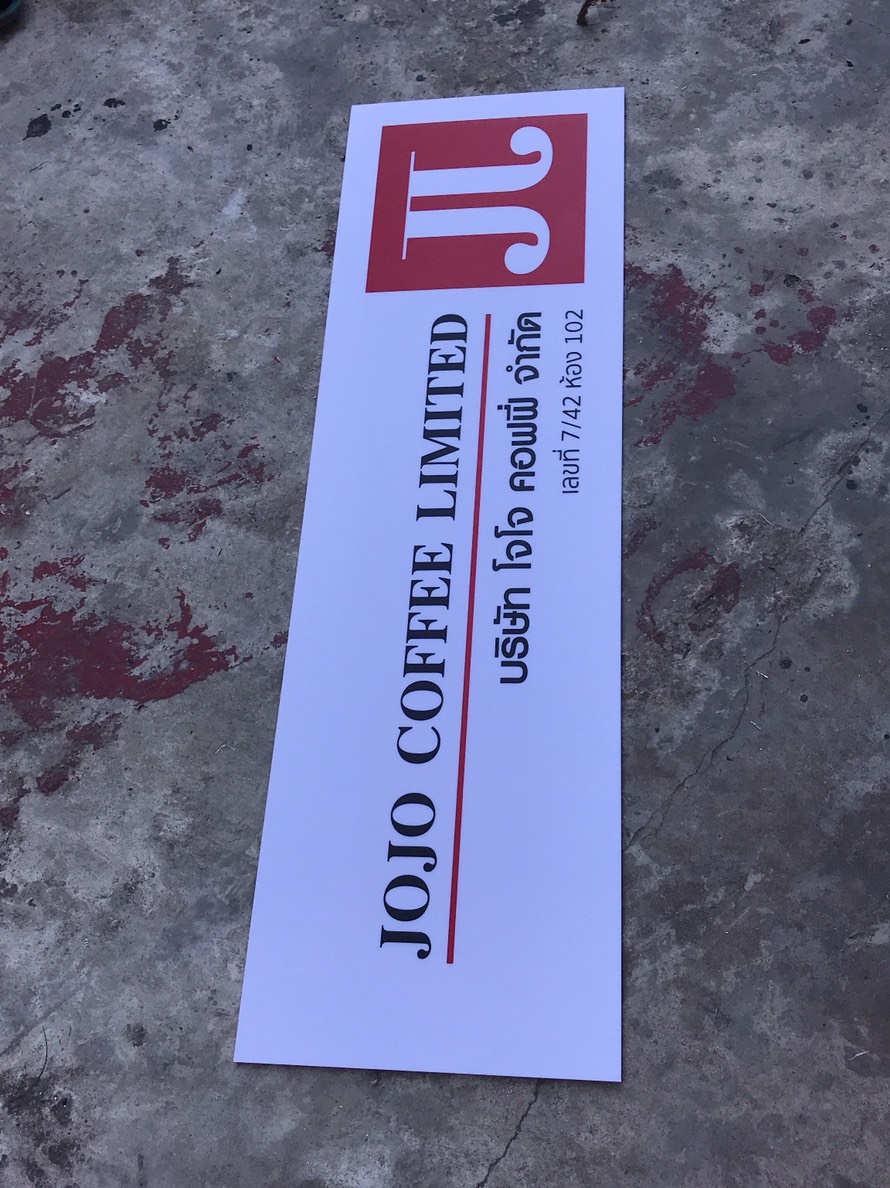 JL
JOJO COFFEE LIMITED
บริษัท โจโจ คอฟฟี่ จำกัด
เลขที่ 7/42 ห้อง 102